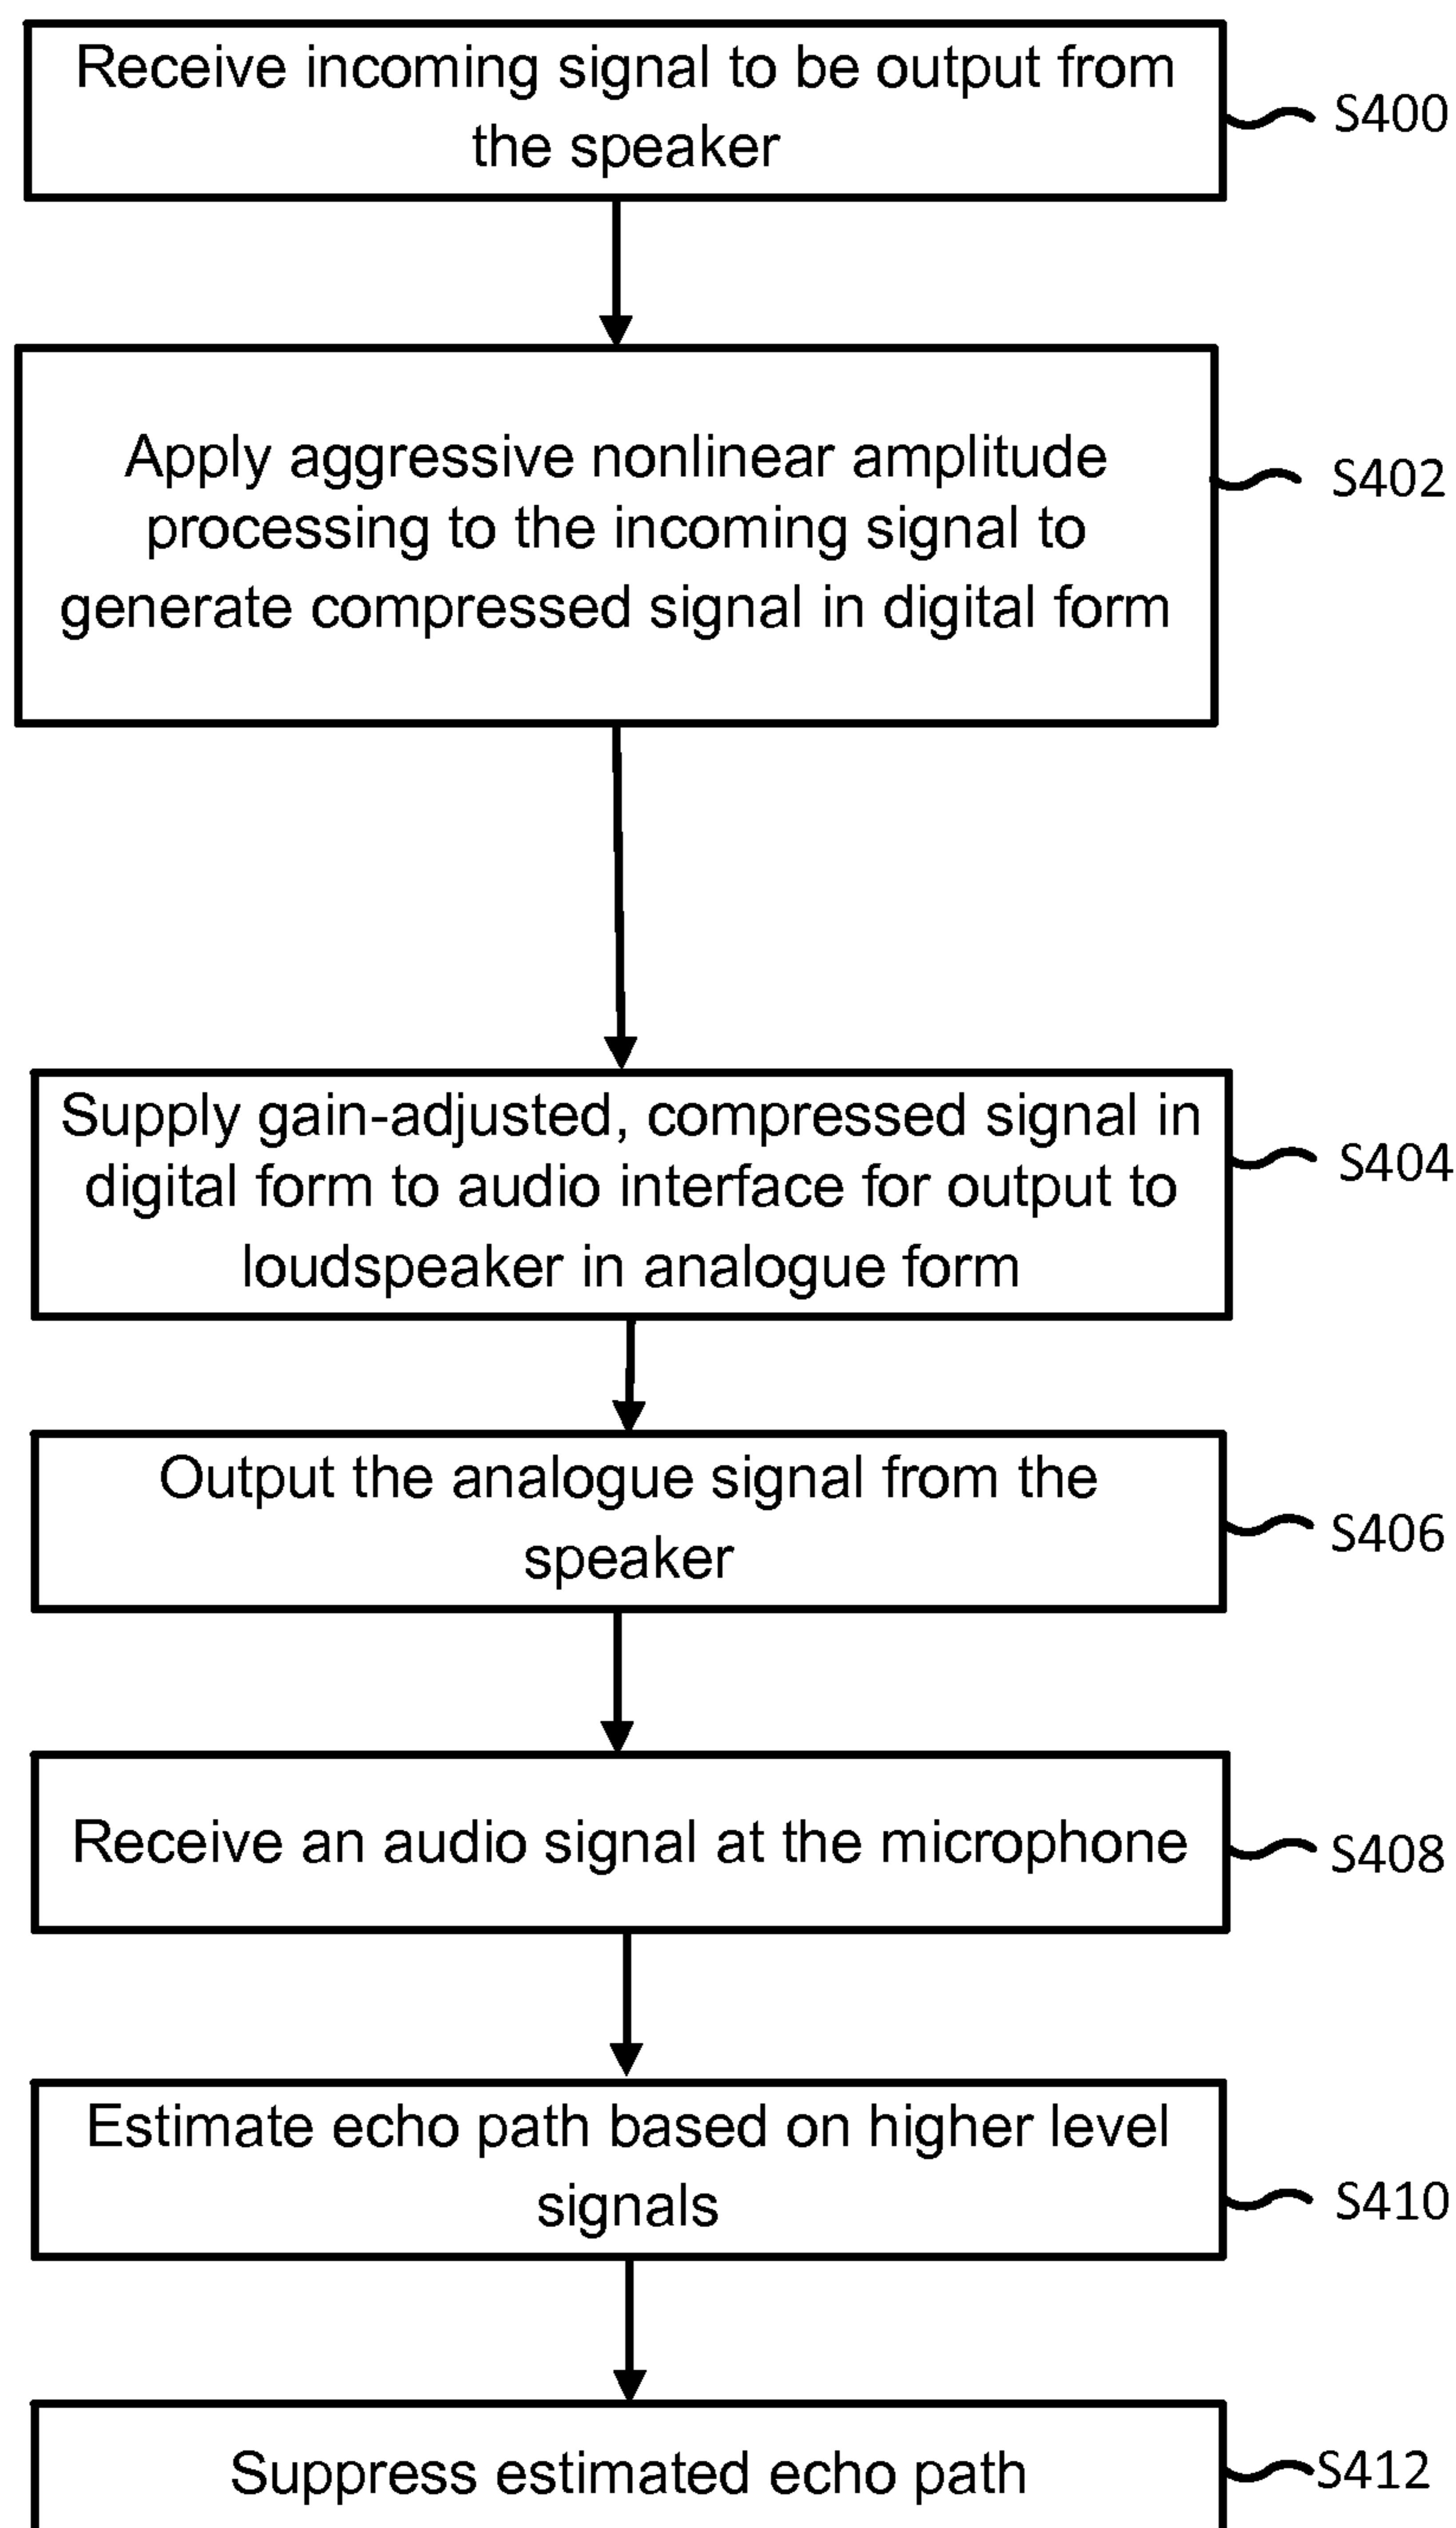 Receive incoming signal to be output from
the speaker
S400
Apply aggressive nonlinear amplitude
processing to the incoming signal to
generate compressed signal in digital form
S402
Supply gain-adjusted, compressed signal in
digital form to audio interface for output to
loudspeaker in analogue form
S404
Output the analogue signal from the
speaker
S406
Receive an audio signal at the microphone
S408
Estimate echo path based on higher level
signals
S410
Suppress estimated echo path
S412